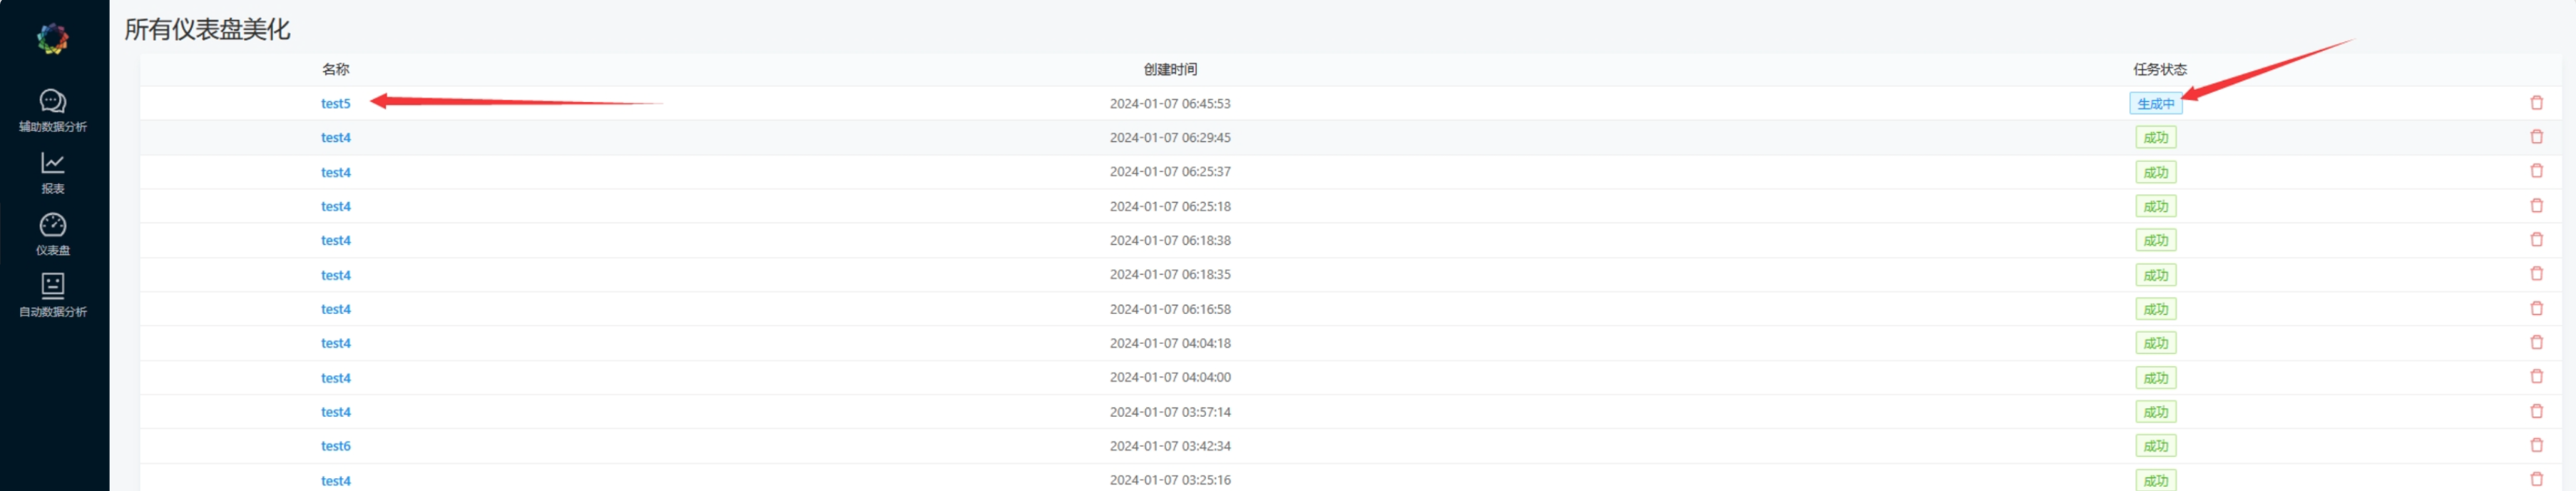 所有仪表盘美化
名称 创建时间 任务状态
test5 2024-01-07 06:45:53 生成中
test4 2024-01-07 06:29:45 成功
test4 2024-01-07 06:25:37 成功
test4 2024-01-07 06:25:18 成功
test4 2024-01-07 06:18:38 成功
test4 2024-01-07 06:18:35 成功
test4 2024-01-07 06:16:58 成功
test4 2024-01-07 04:04:18 成功
test4 2024-01-07 04:04:00 成功
test4 2024-01-07 03:57:14 成功
test6 2024-01-07 03:42:34 成功
test4 2024-01-07 03:25:16 成功
辅助数据分析
报表
仪表盘
自动数据分析